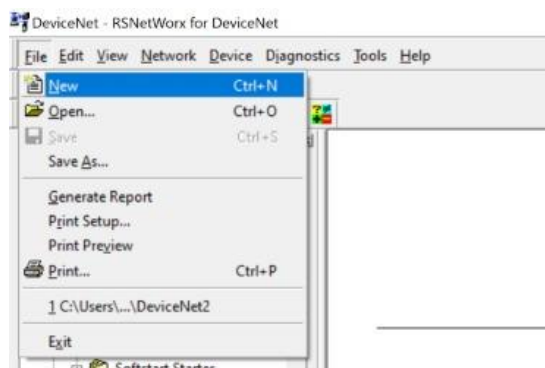 DeviceNet - RSNetWorx for DeviceNet
File Edit View Network Device Diagnostics Tools Help
New Ctrl+N
Open... Ctrl+O
Save Ctrl+S
Save As...
Generate Report
Print Setup...
Print Preview
Print... Ctrl+P
1 C:\Users\...\DeviceNet2
Exit
Softstart Starter